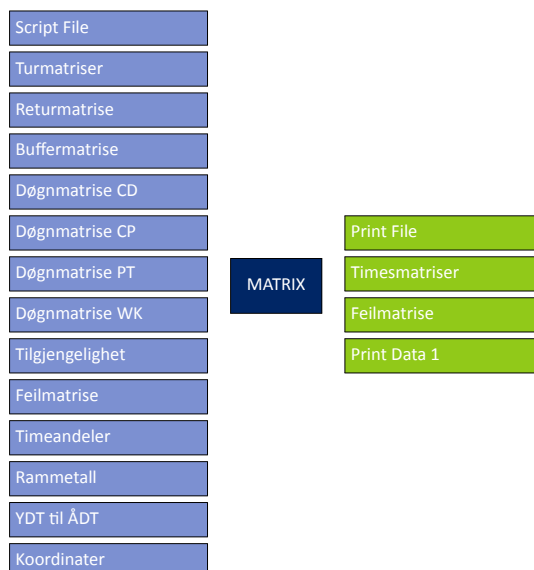 Script File
Turmatriser
Returmatrise
Buffermatrise
Døgnmatrise CD
Døgnmatrise CP
Døgnmatrise PT
Døgnmatrise WK
Tilgjengelighet
Feilmatrise
Timeandeler
Rammetall
YDT til ÅDT
Koordinater
MATRIX
Print File
Timesmatriser
Feilmatrise
Print Data 1